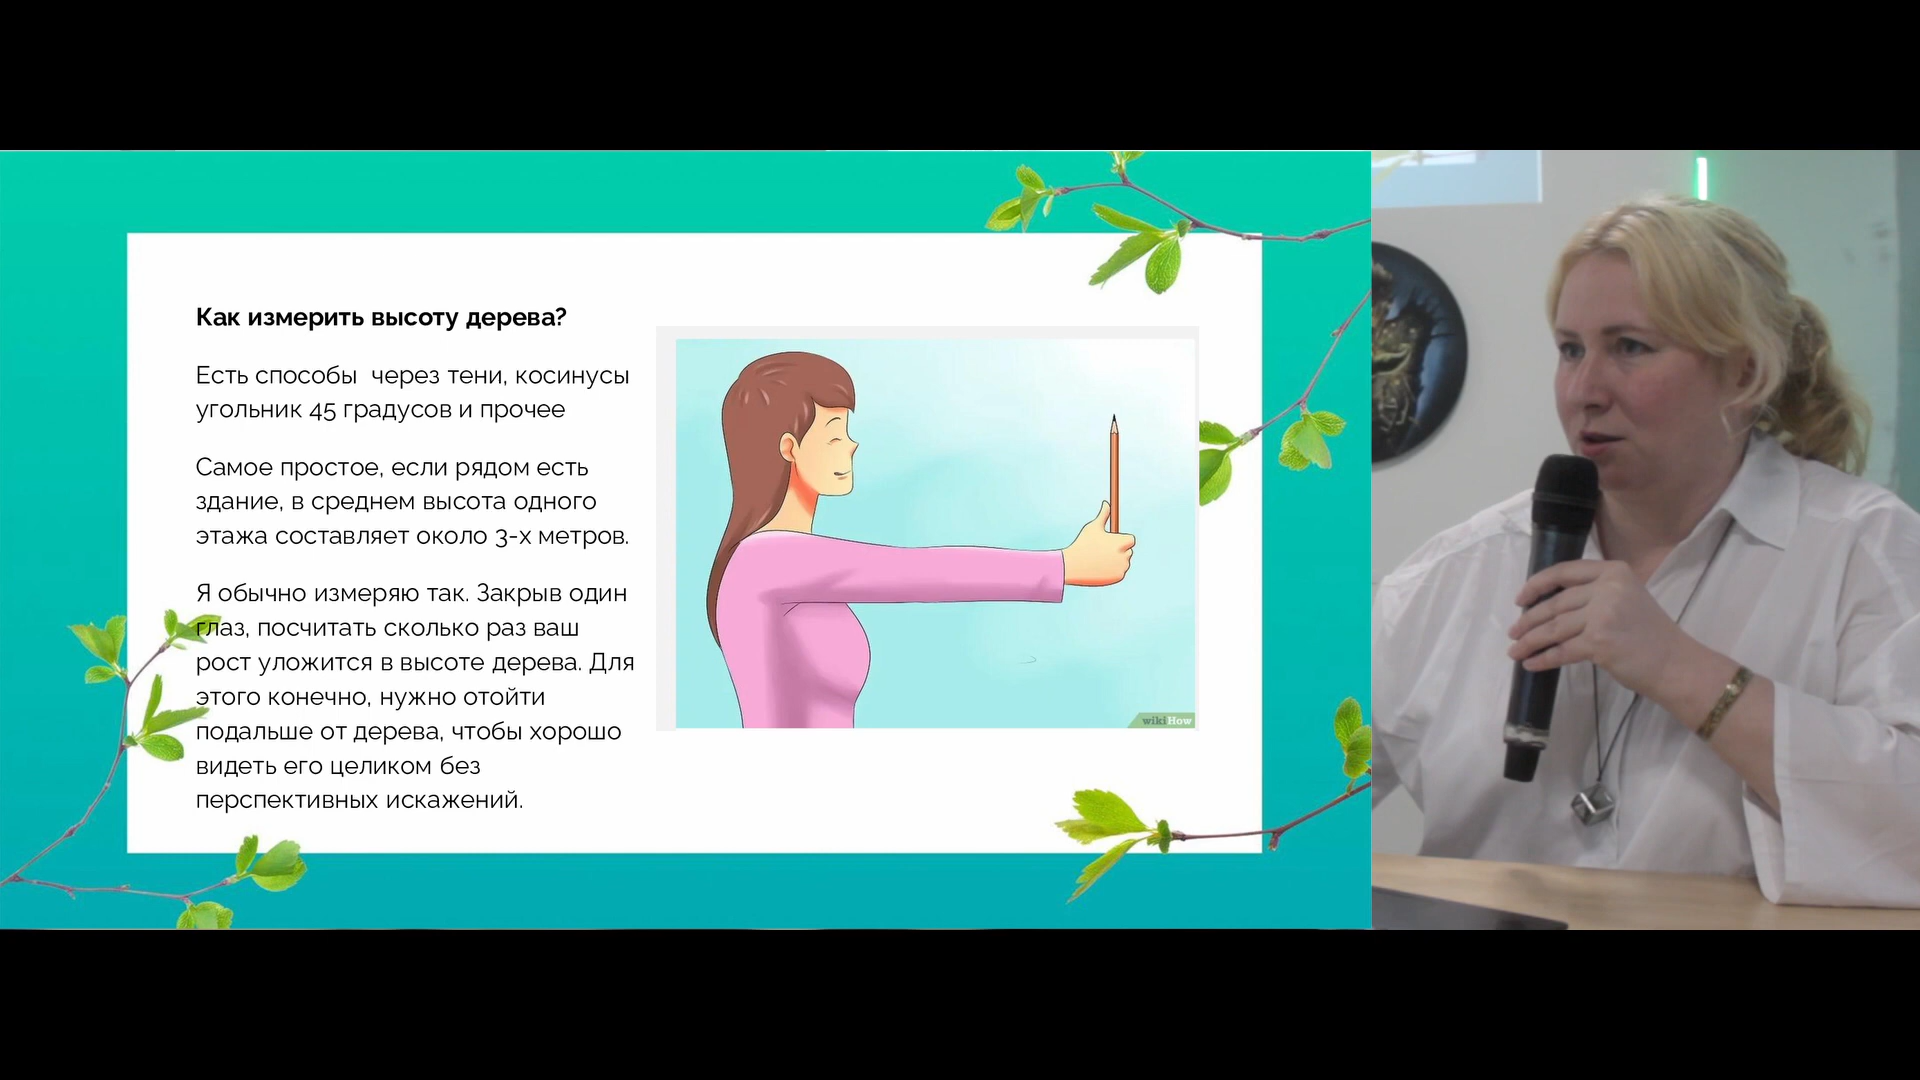 Как измерить высоту дерева?
Есть способы через тени, косинусы
угольник 45 градусов и прочее
Самое простое, если рядом есть
здание, в среднем высота одного
этажа составляет около 3-х метров.
Я обычно измеряю так. Закрыв один
глаз, посчитать сколько раз ваш
рост уложится в высоте дерева. Для
этого конечно, нужно отойти
подальше от дерева, чтобы хорошо
видеть его целиком без
перспективных искажений.
wikiHow